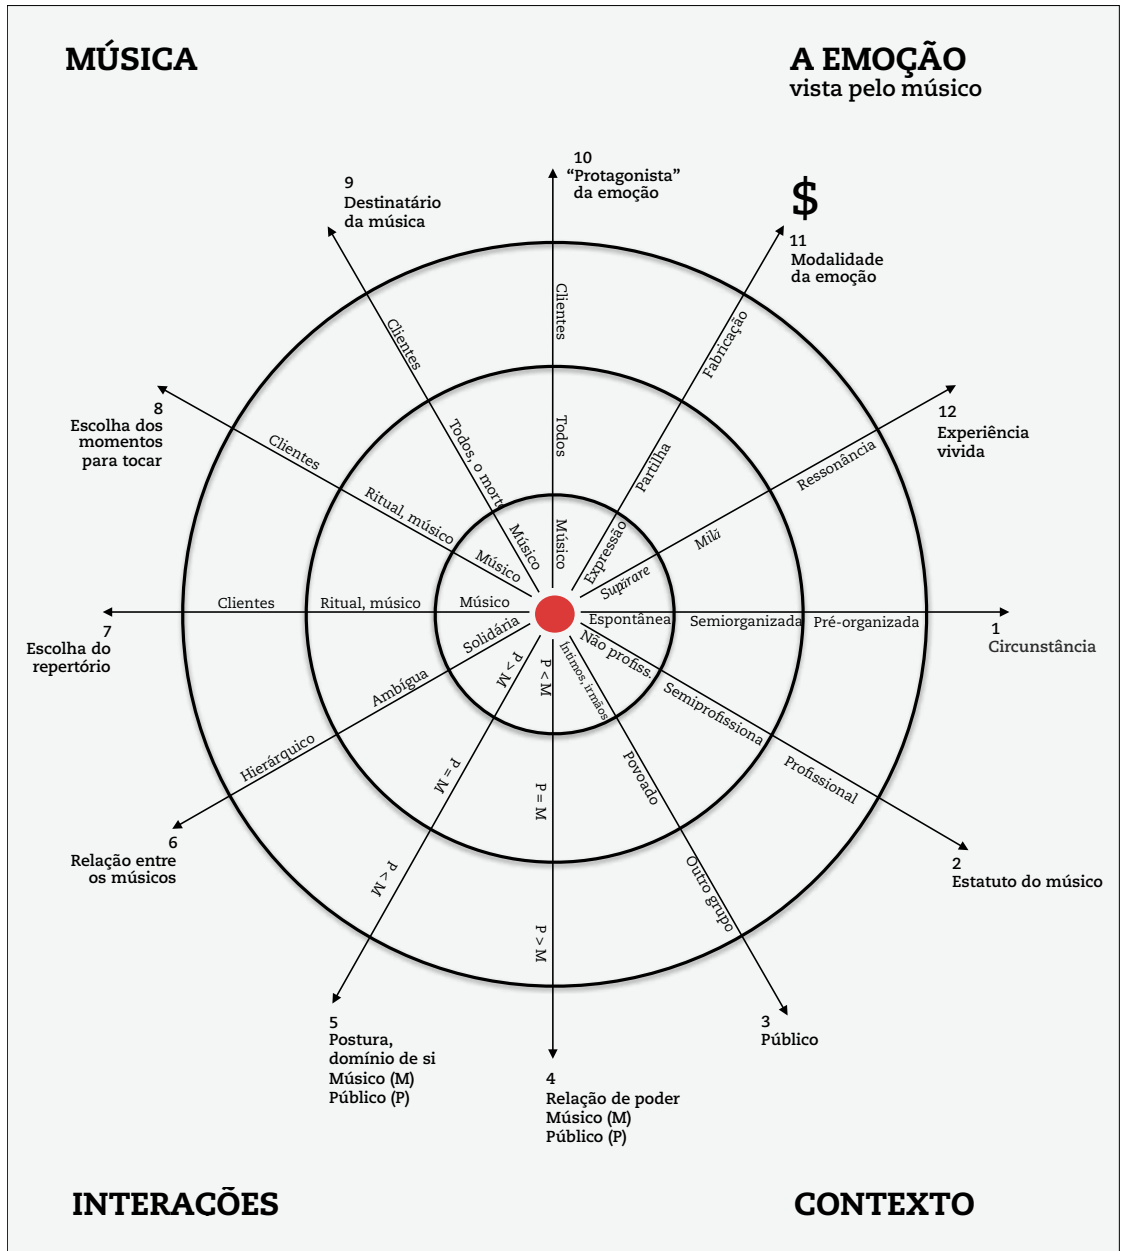 MÚSICA
A EMOÇÃO
vista pelo músico
10
“Protagonista”
da emoção
9
Destinatário
da música
$
11
Modalidade
da emoção
8
Escolha dos
momentos
para tocar
12
Experiência
vivida
Clientes
Todos
Músico
Fabricação
Partilha
Expressão
Ressonância
Milă
Supirare
Clientes
Todos, o morto
Músico
Clientes
Ritual, músico
Músico
Clientes
Ritual, músico
Músico
Espontânea
Semiorganizada
Pré-organizada
7
Escolha do
repertório
1
Circunstância
Solidária
Ambígua
Hierárquico
P > M
P = M
P < M
P < M
P = M
P > M
Íntimos, irmãos
Povoado
Outro grupo
Não profiss.
Semiprofissiona
Profissional
6
Relação entre
os músicos
2
Estatuto do músico
5
Postura,
domínio de si
Músico (M)
Público (P)
3
Público
4
Relação de poder
Músico (M)
Público (P)
INTERAÇÕES
CONTEXTO